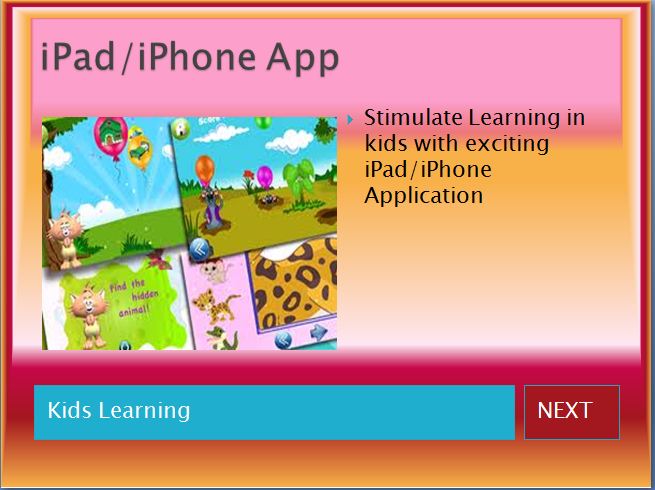 iPad/iPhone App
Stimulate Learning in
kids with exciting
iPad/iPhone
Application
Score
find the
hidden
animal!
Kids Learning
NEXT